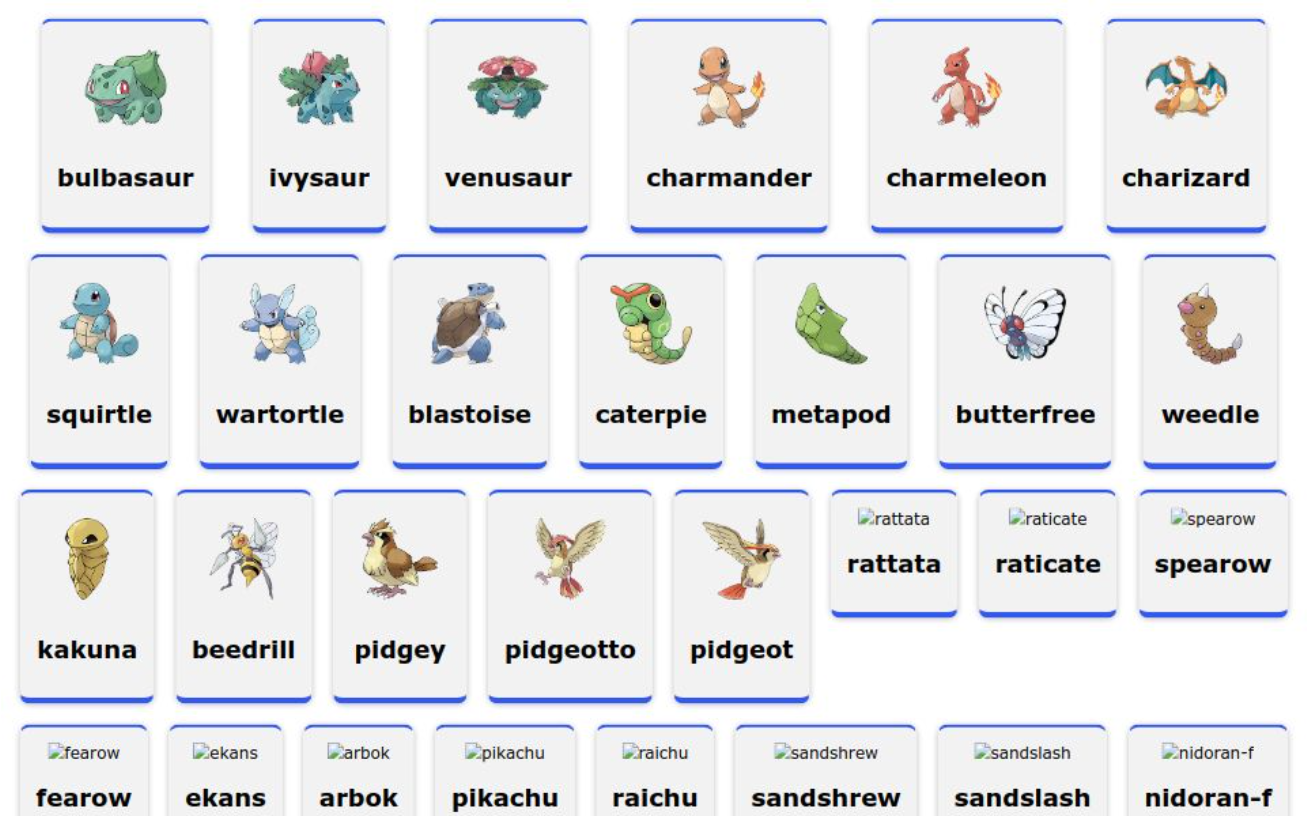 bulbasaur ivysaur venusaur charmander charmeleon charizard
squirtle wartortle blastoise caterpie metapod butterfree weedle
rattata raticate spearow
rattata raticate spearow
kakuna beedrill pidgey pidgeotto pidgeot
fearow ekans arbok pikachu raichu sandshrew sandslash nidoran-f
fearow ekans arbok pikachu raichu sandshrew sandslash nidoran-f